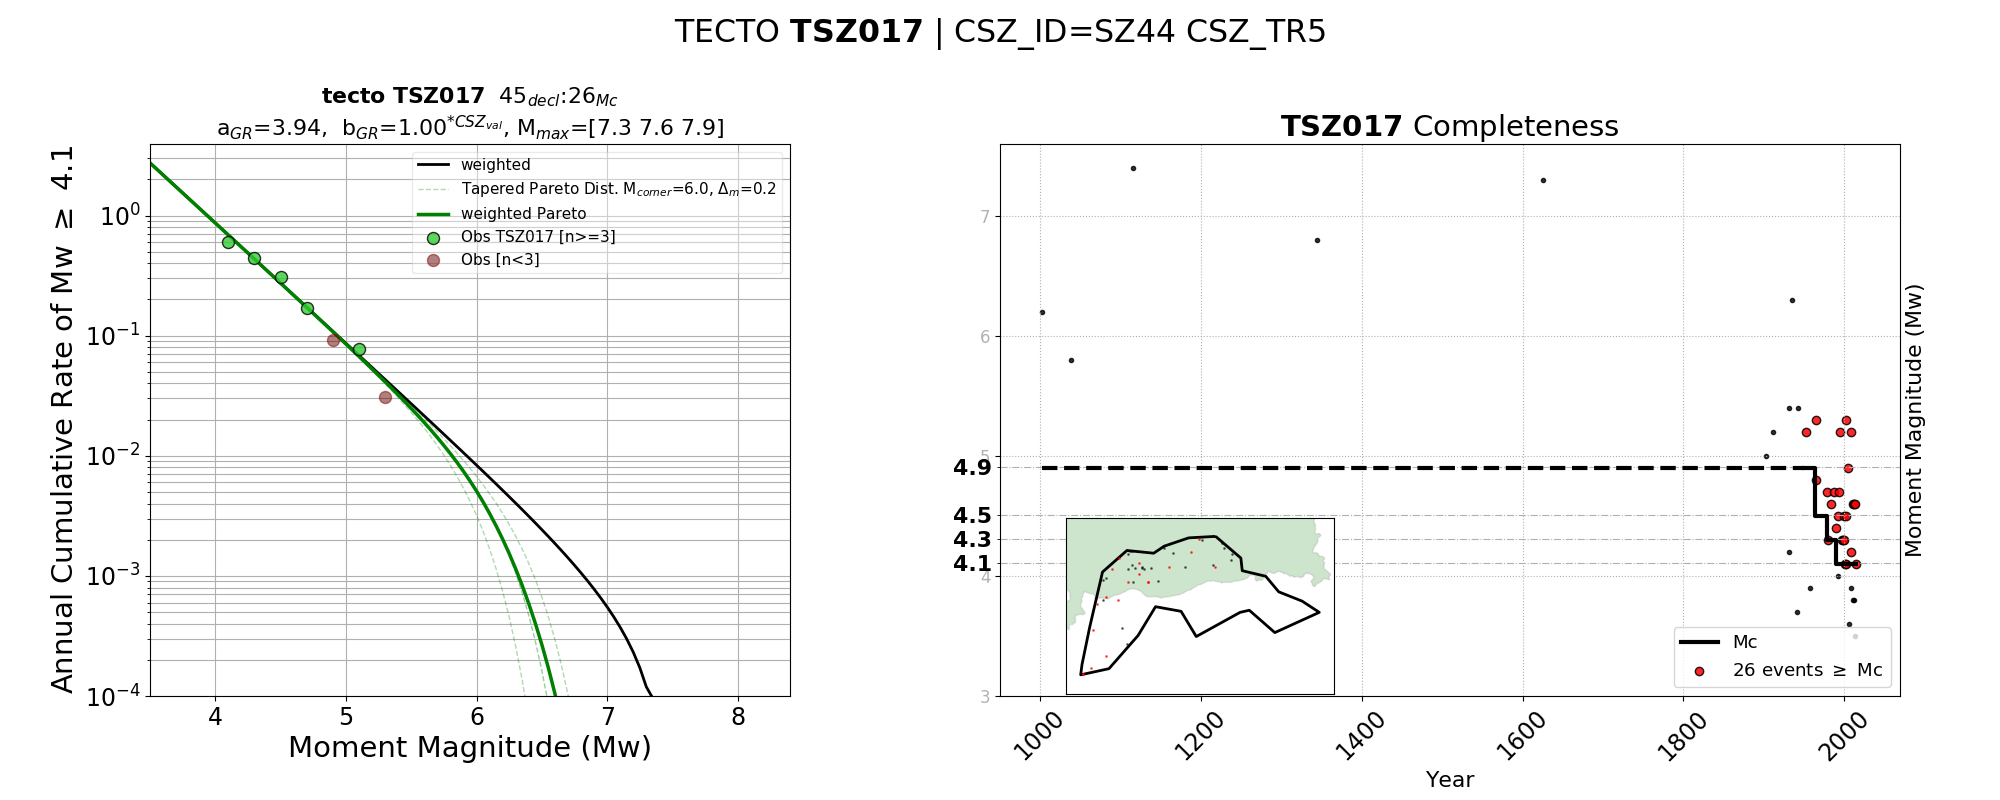 TECTO TSZ017 | CSZ_ID=SZ44 CSZ_TR5
tecto TSZ017 45decl:26Mc
aGR=3.94, bGR=1.00*CSZval, Mmax=[7.3 7.6 7.9]
Annual Cumulative Rate of Mw ≥ 4.1
10^0
10^-1
10^-2
10^-3
10^-4
weighted
Tapered Pareto Dist. Mcorner=6.0, Δm=0.2
weighted Pareto
Obs TSZ017 [n>=3]
Obs [n<3]
4 5 6 7 8
Moment Magnitude (Mw)
TSZ017 Completeness
7
6
5
4.9
4.5
4.3
4.1
4
3
Mc
26 events ≥ Mc
1000 1200 1400 1600 1800 2000
Year
Moment Magnitude (Mw)